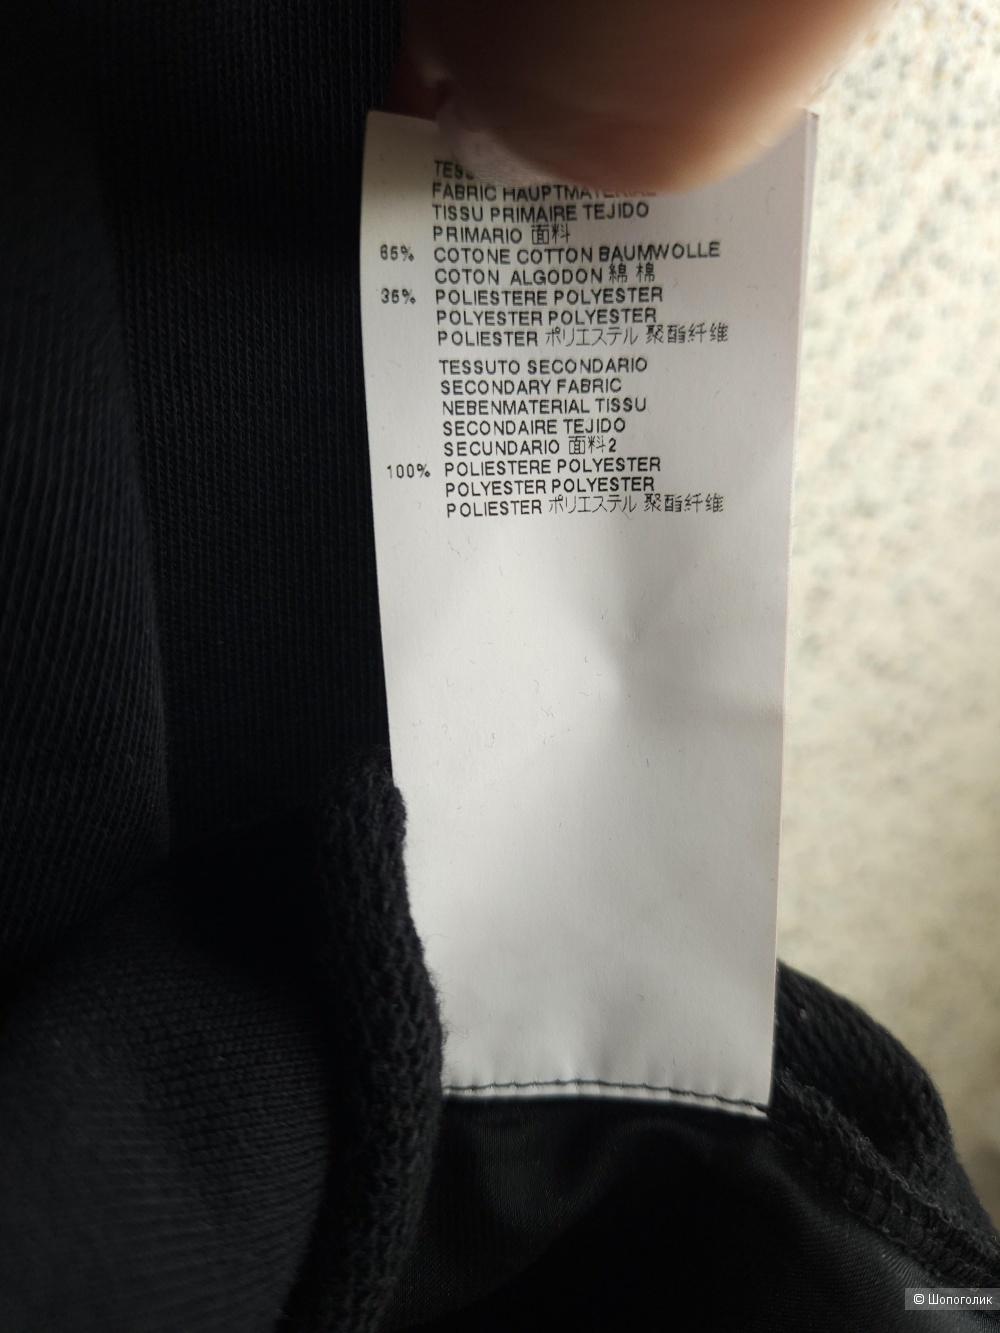 FABRIC HAUPTMATERIAL
TISSU PRIMAIRE TEJIDO
PRIMARIO 面料
65% COTONE COTTON BAUMWOLLE
COTON ALGODON 綿 棉
35% POLIESTERE POLYESTER
POLYESTER POLYESTER
POLIESTER ポリエステル 聚酯纤维
TESSUTO SECONDARIO
SECONDARY FABRIC
NEBENMATERIAL TISSU
SECONDAIRE TEJIDO
SECUNDARIO 面料2
100% POLIESTERE POLYESTER
POLYESTER POLYESTER
POLIESTER ポリエステル 聚酯纤维
© Шопоголик